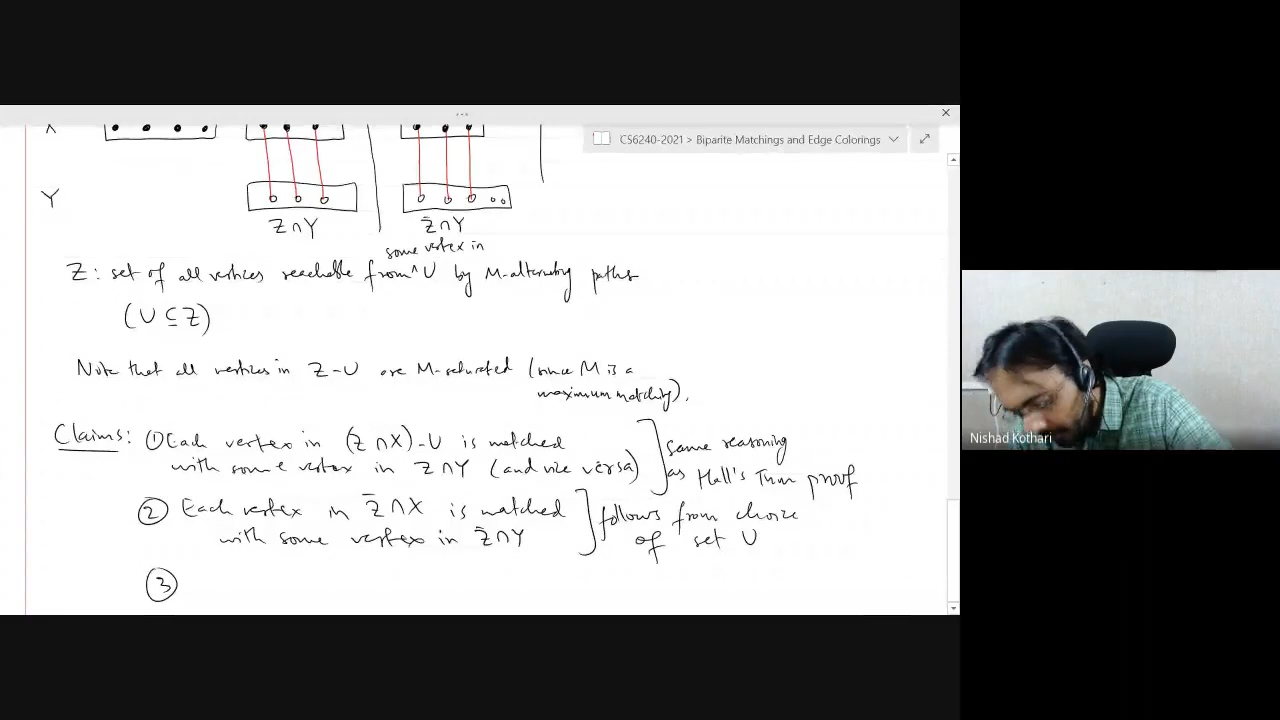 X
CS6240-2021 > Biparite Matchings and Edge Colorings
Y
Z ∩ Y
Z̄ ∩ Y
some vertex in
Z : set of all vertices reachable from ^ U by M-alternating paths
(U ⊆ Z)
Note that all vertices in Z-U are M-saturated (since M is a
maximum matching).
Claims: ① Each vertex in (Z ∩ X)-U is matched
with some vertex in Z ∩ Y (and vice versa)
same reasoning
as Hall's Thm proof
② Each vertex in Z̄ ∩ X is matched
with some vertex in Z̄ ∩ Y
follows from choice
of set U
③
Nishad Kothari